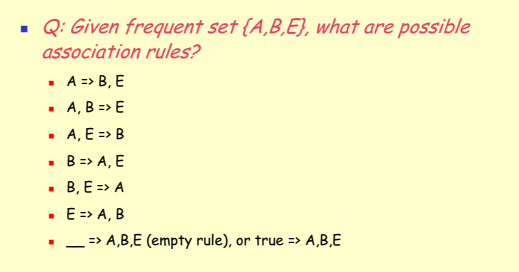 Q: Given frequent set {A,B,E}, what are possible
association rules?
A => B, E
A, B => E
A, E => B
B => A, E
B, E => A
E => A, B
__ => A,B,E (empty rule), or true => A,B,E